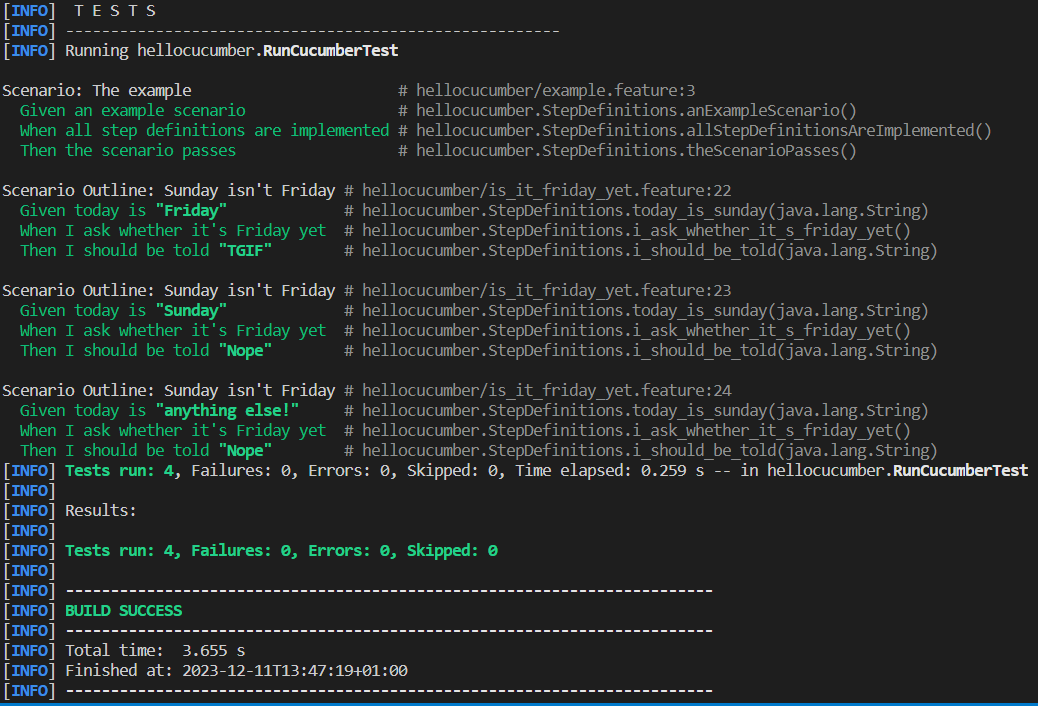 [INFO]  T E S T S
[INFO] -------------------------------------------------------
[INFO] Running hellocucumber.RunCucumberTest
Scenario: The example                       # hellocucumber/example.feature:3
  Given an example scenario                 # hellocucumber.StepDefinitions.anExampleScenario()
  When all step definitions are implemented # hellocucumber.StepDefinitions.allStepDefinitionsAreImplemented()
  Then the scenario passes                  # hellocucumber.StepDefinitions.theScenarioPasses()
Scenario Outline: Sunday isn't Friday # hellocucumber/is_it_friday_yet.feature:22
  Given today is "Friday"             # hellocucumber.StepDefinitions.today_is_sunday(java.lang.String)
  When I ask whether it's Friday yet  # hellocucumber.StepDefinitions.i_ask_whether_it_s_friday_yet()
  Then I should be told "TGIF"        # hellocucumber.StepDefinitions.i_should_be_told(java.lang.String)
Scenario Outline: Sunday isn't Friday # hellocucumber/is_it_friday_yet.feature:23
  Given today is "Sunday"             # hellocucumber.StepDefinitions.today_is_sunday(java.lang.String)
  When I ask whether it's Friday yet  # hellocucumber.StepDefinitions.i_ask_whether_it_s_friday_yet()
  Then I should be told "Nope"        # hellocucumber.StepDefinitions.i_should_be_told(java.lang.String)
Scenario Outline: Sunday isn't Friday # hellocucumber/is_it_friday_yet.feature:24
  Given today is "anything else!"     # hellocucumber.StepDefinitions.today_is_sunday(java.lang.String)
  When I ask whether it's Friday yet  # hellocucumber.StepDefinitions.i_ask_whether_it_s_friday_yet()
  Then I should be told "Nope"        # hellocucumber.StepDefinitions.i_should_be_told(java.lang.String)
[INFO] Tests run: 4, Failures: 0, Errors: 0, Skipped: 0, Time elapsed: 0.259 s -- in hellocucumber.RunCucumberTest
[INFO]
[INFO] Results:
[INFO]
[INFO] Tests run: 4, Failures: 0, Errors: 0, Skipped: 0
[INFO]
[INFO] ------------------------------------------------------------------------
[INFO] BUILD SUCCESS
[INFO] ------------------------------------------------------------------------
[INFO] Total time:  3.655 s
[INFO] Finished at: 2023-12-11T13:47:19+01:00
[INFO] ------------------------------------------------------------------------